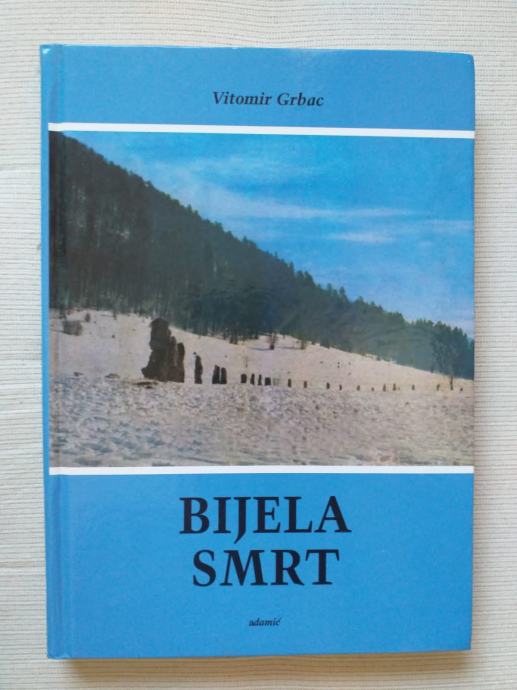 Vitomir Grbac
BIJELA
SMRT
adamić